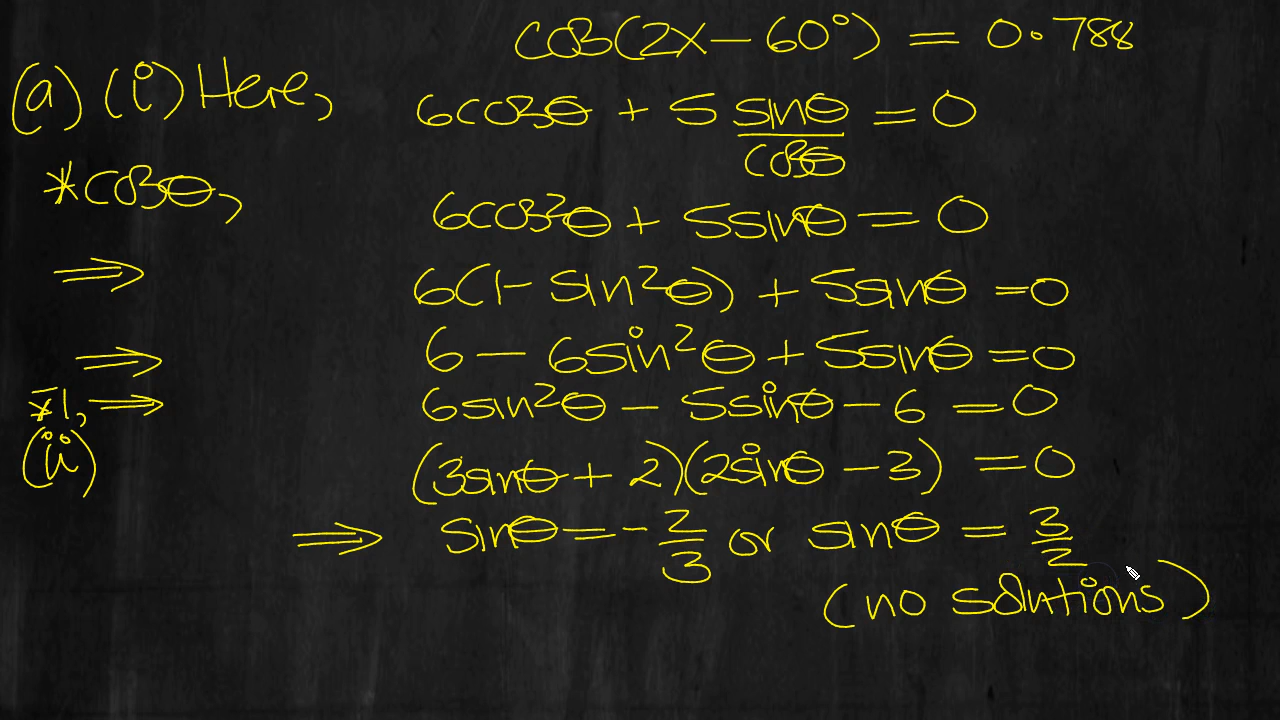 cos(2x - 60°) = 0.788
(a) (i) Here, 6cosθ + 5 sinθ/cosθ = 0
*cosθ, 6cos²θ + 5sinθ = 0
⇒ 6(1 - sin²θ) + 5sinθ = 0
⇒ 6 - 6sin²θ + 5sinθ = 0
*-1, ⇒ 6sin²θ - 5sinθ - 6 = 0
(ii) (3sinθ + 2)(2sinθ - 3) = 0
⇒ sinθ = -2/3 or sinθ = 3/2
(no solutions)